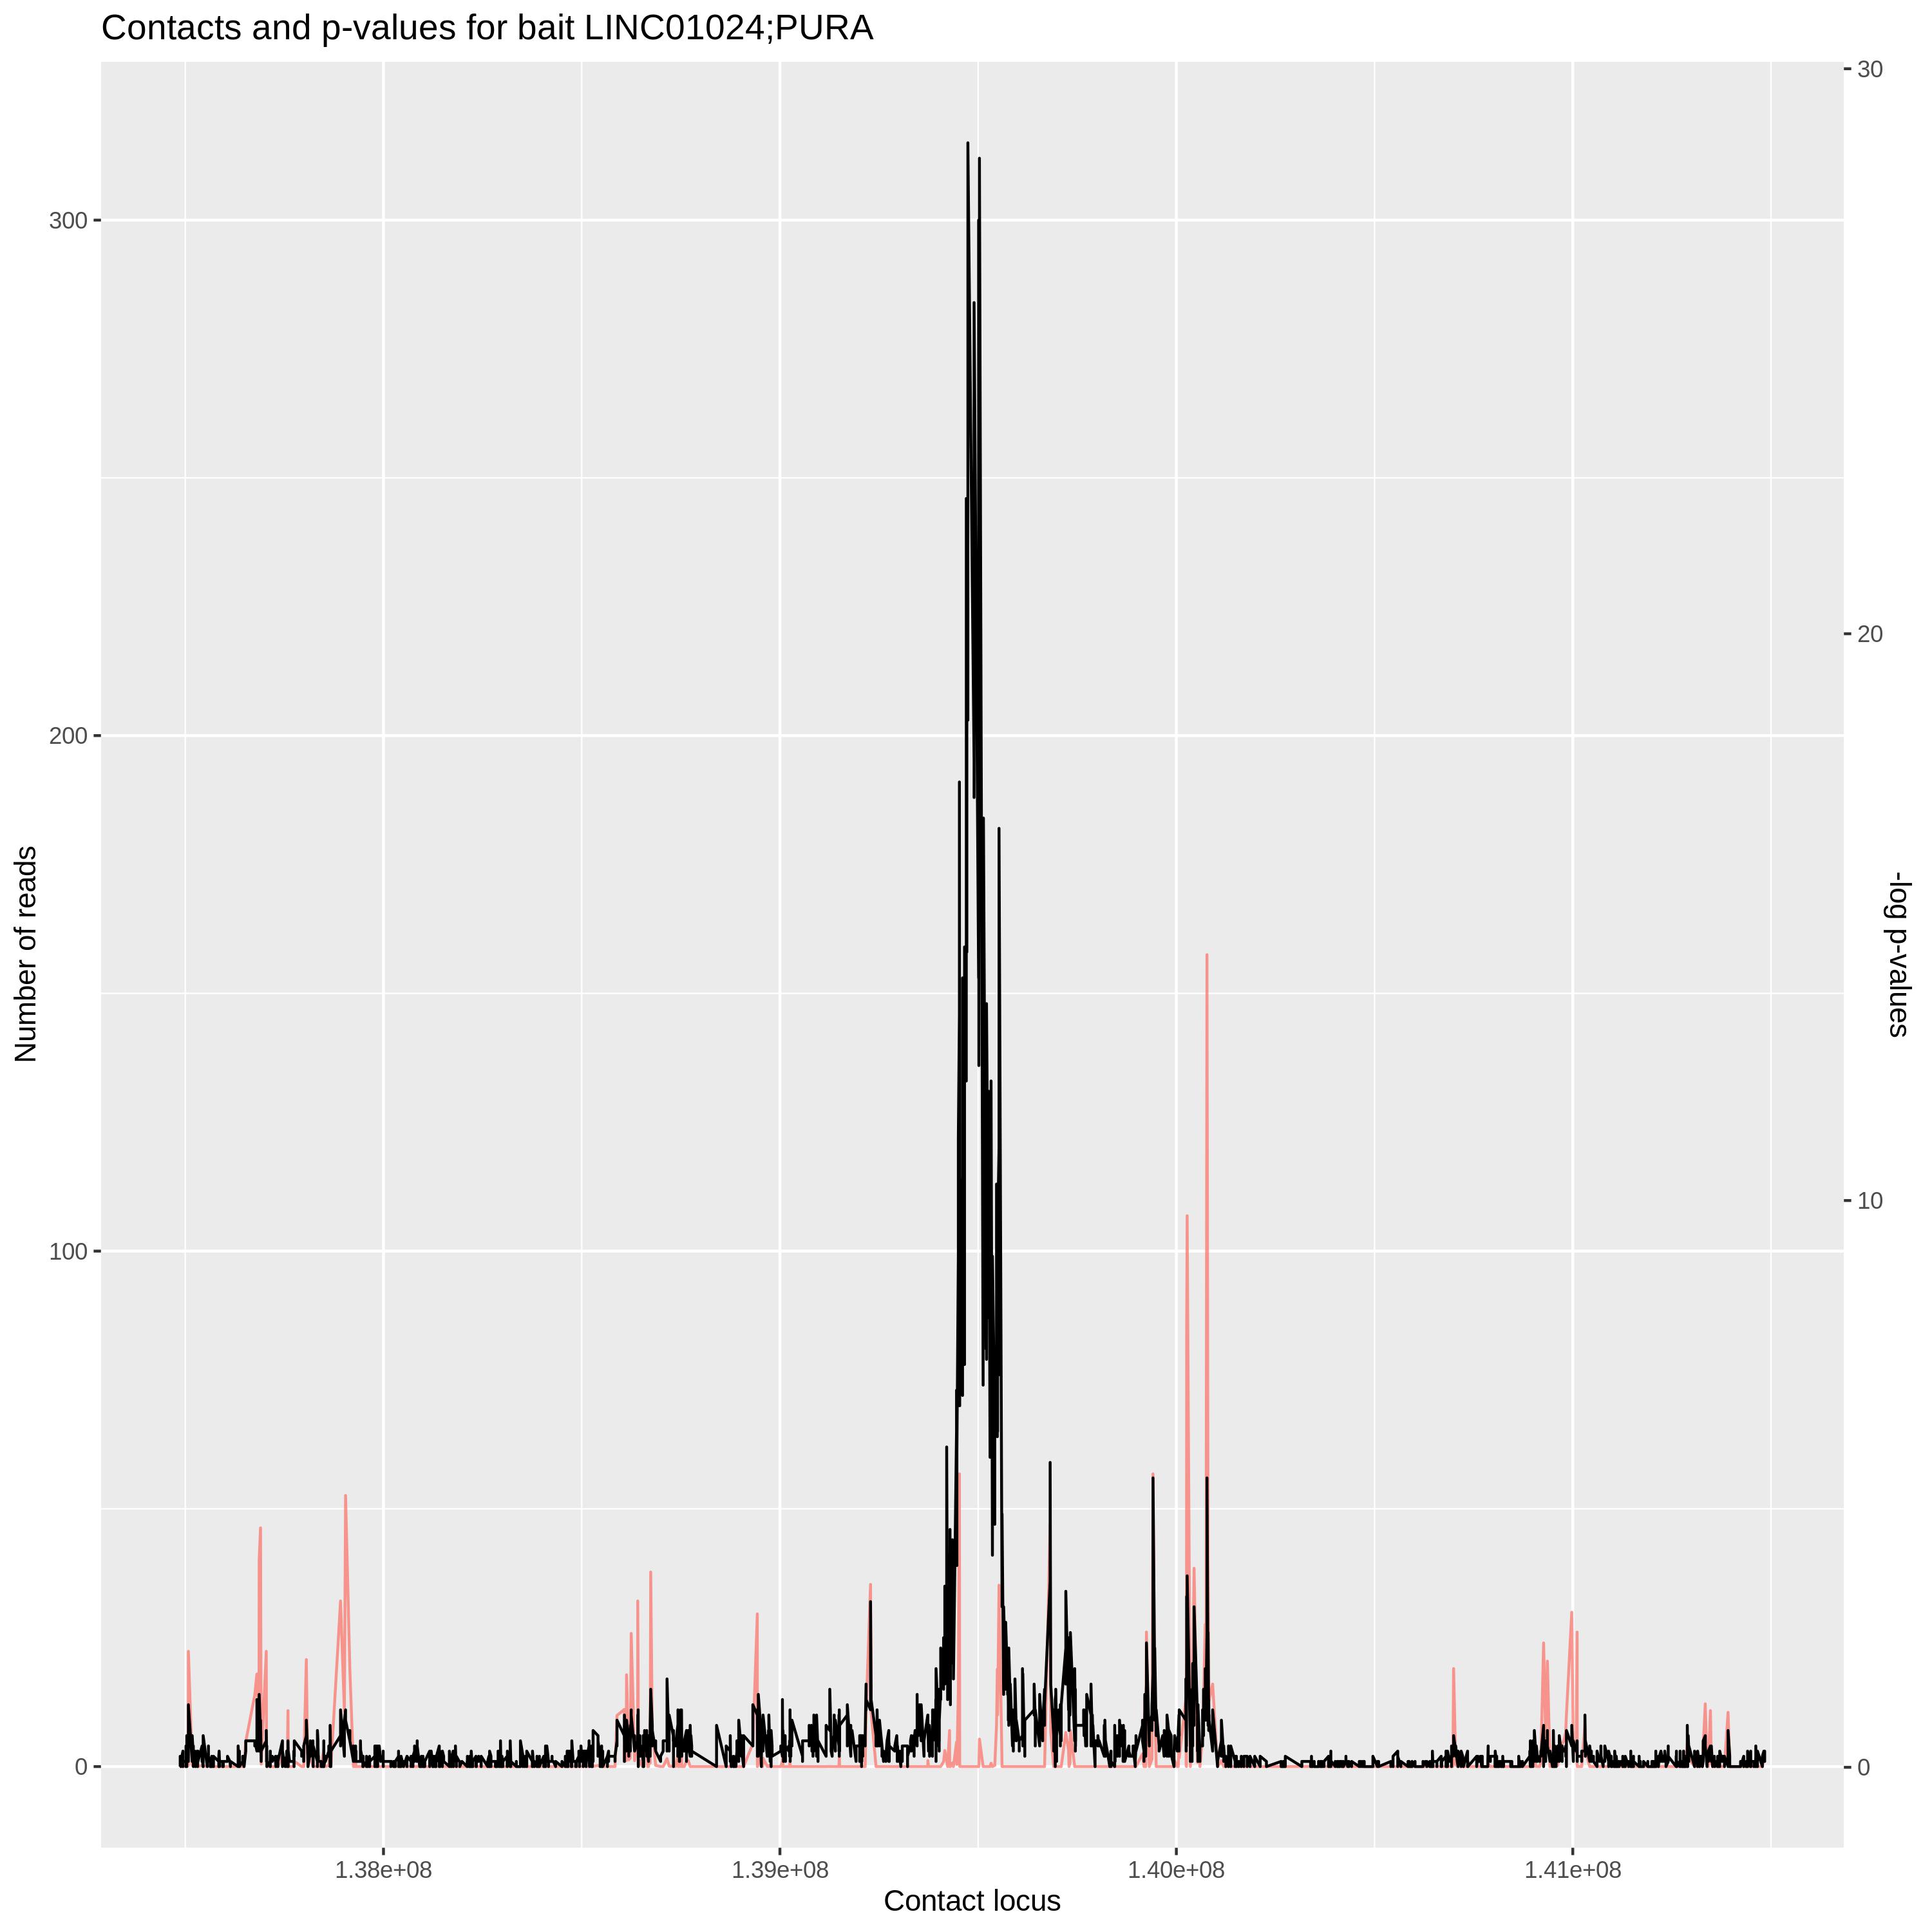 Contacts and p-values for bait LINC01024;PURA
30
300
20
200
Number of reads
-log p-values
10
100
0
0
1.38e+08
1.39e+08
1.40e+08
1.41e+08
Contact locus